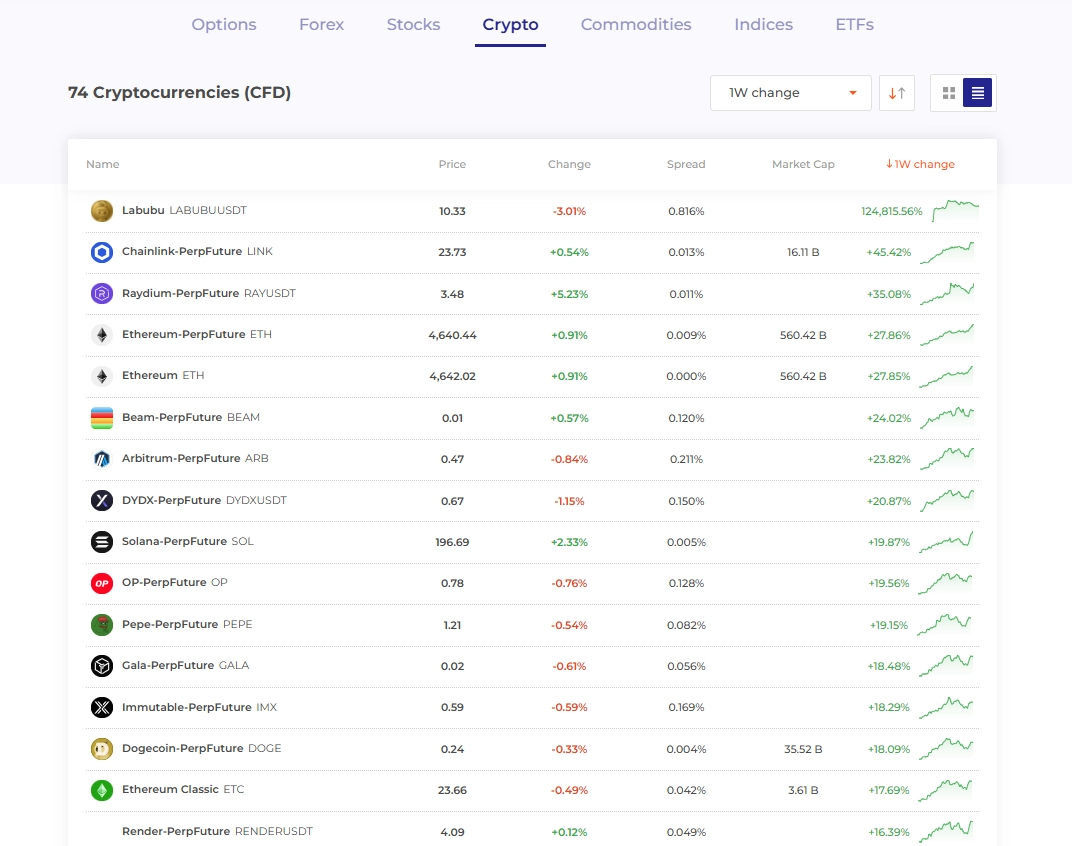 Options Forex Stocks Crypto Commodities Indices ETFs
74 Cryptocurrencies (CFD) 1W change
Name Price Change Spread Market Cap ↓1W change
Labubu LABUBUUSDT 10.33 -3.01% 0.816% 124,815.56%
Chainlink-PerpFuture LINK 23.73 +0.54% 0.013% 16.11 B +45.42%
Raydium-PerpFuture RAYUSDT 3.48 +5.23% 0.011% +35.08%
Ethereum-PerpFuture ETH 4,640.44 +0.91% 0.009% 560.42 B +27.86%
Ethereum ETH 4,642.02 +0.91% 0.000% 560.42 B +27.85%
Beam-PerpFuture BEAM 0.01 +0.57% 0.120% +24.02%
Arbitrum-PerpFuture ARB 0.47 -0.84% 0.211% +23.82%
DYDX-PerpFuture DYDXUSDT 0.67 -1.15% 0.150% +20.87%
Solana-PerpFuture SOL 196.69 +2.33% 0.005% +19.87%
OP OP-PerpFuture OP 0.78 -0.76% 0.128% +19.56%
Pepe-PerpFuture PEPE 1.21 -0.54% 0.082% +19.15%
Gala-PerpFuture GALA 0.02 -0.61% 0.056% +18.48%
Immutable-PerpFuture IMX 0.59 -0.59% 0.169% +18.29%
Dogecoin-PerpFuture DOGE 0.24 -0.33% 0.004% 35.52 B +18.09%
Ethereum Classic ETC 23.66 -0.49% 0.042% 3.61 B +17.69%
Render-PerpFuture RENDERUSDT 4.09 +0.12% 0.049% +16.39%